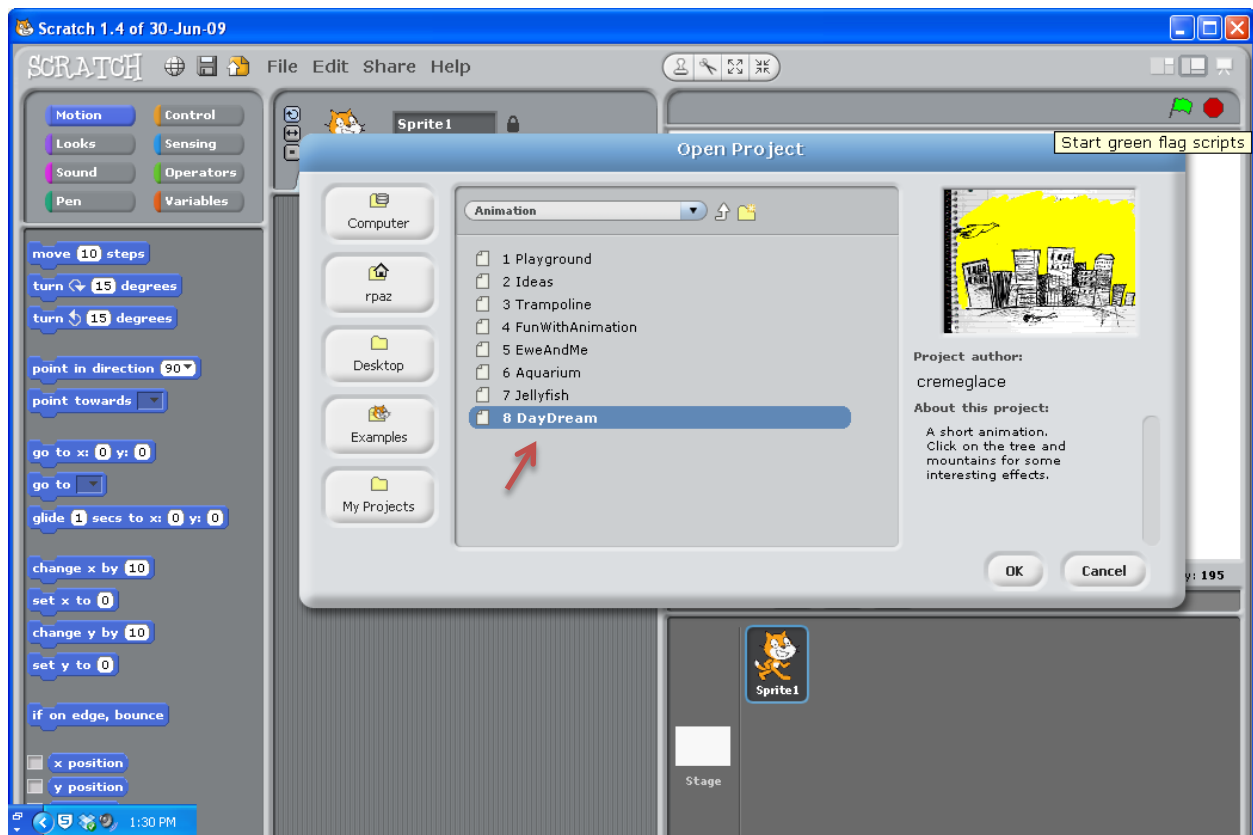 Scratch 1.4 of 30-Jun-09
SCRATCH File Edit Share Help
Motion Control
Looks Sensing
Sound Operators
Pen Variables
Sprite1
Start green flag scripts
Open Project
Computer
rpaz
Desktop
Examples
My Projects
Animation
1 Playground
2 Ideas
3 Trampoline
4 FunWithAnimation
5 EweAndMe
6 Aquarium
7 Jellyfish
8 DayDream
Project author:
cremeglace
About this project:
A short animation.
Click on the tree and
mountains for some
interesting effects.
OK Cancel
move 10 steps
turn 15 degrees
turn 15 degrees
point in direction 90
point towards
go to x: 0 y: 0
go to
glide 1 secs to x: 0 y: 0
change x by 10
set x to 0
change y by 10
set y to 0
if on edge, bounce
x position
y position
y: 195
Sprite1
Stage
1:30 PM